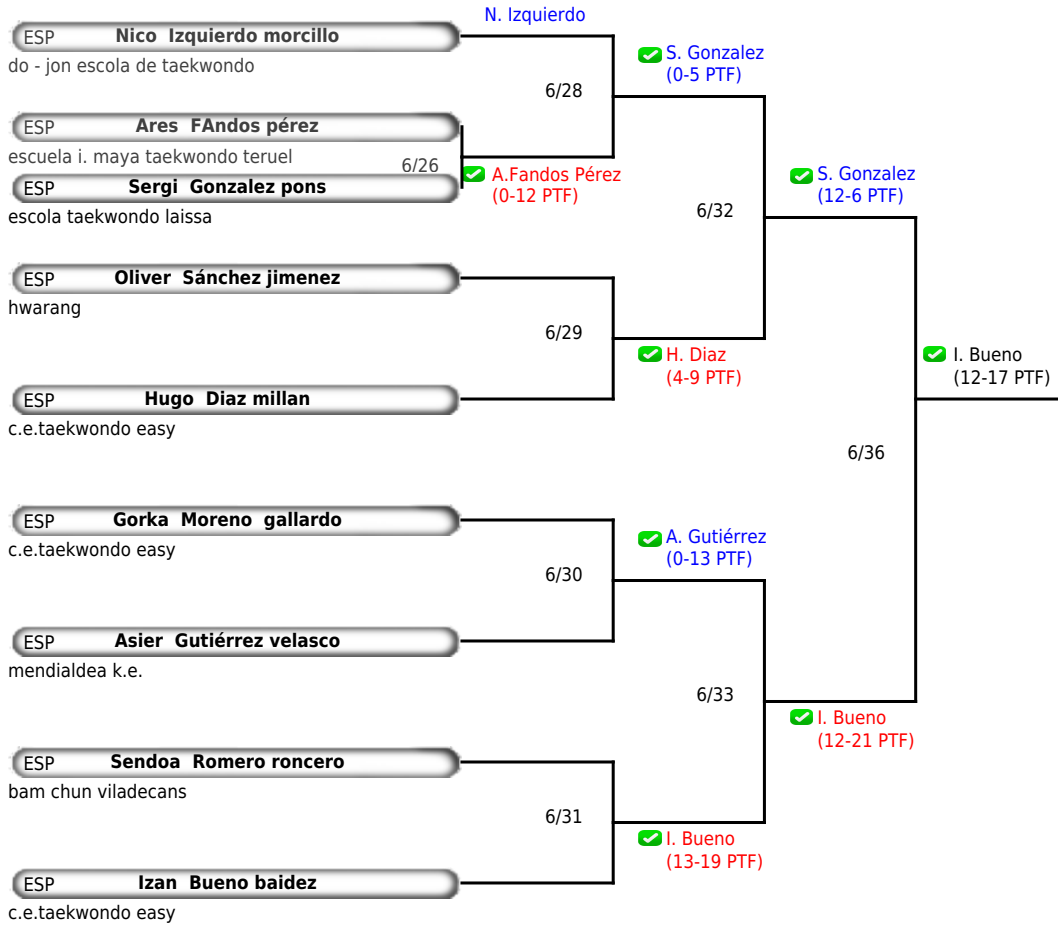 N. Izquierdo
ESP Nico Izquierdo morcillo
do - jon escola de taekwondo
S. Gonzalez
(0-5 PTF)
6/28
ESP Ares FAndos pérez
escuela i. maya taekwondo teruel
6/26
A.Fandos Pérez
(0-12 PTF)
ESP Sergi Gonzalez pons
escola taekwondo laissa
S. Gonzalez
(12-6 PTF)
6/32
ESP Oliver Sánchez jimenez
hwarang
6/29
H. Diaz
(4-9 PTF)
I. Bueno
(12-17 PTF)
ESP Hugo Diaz millan
c.e.taekwondo easy
6/36
ESP Gorka Moreno gallardo
c.e.taekwondo easy
A. Gutiérrez
(0-13 PTF)
6/30
ESP Asier Gutiérrez velasco
mendialdea k.e.
6/33
I. Bueno
(12-21 PTF)
ESP Sendoa Romero roncero
bam chun viladecans
6/31
I. Bueno
(13-19 PTF)
ESP Izan Bueno baidez
c.e.taekwondo easy